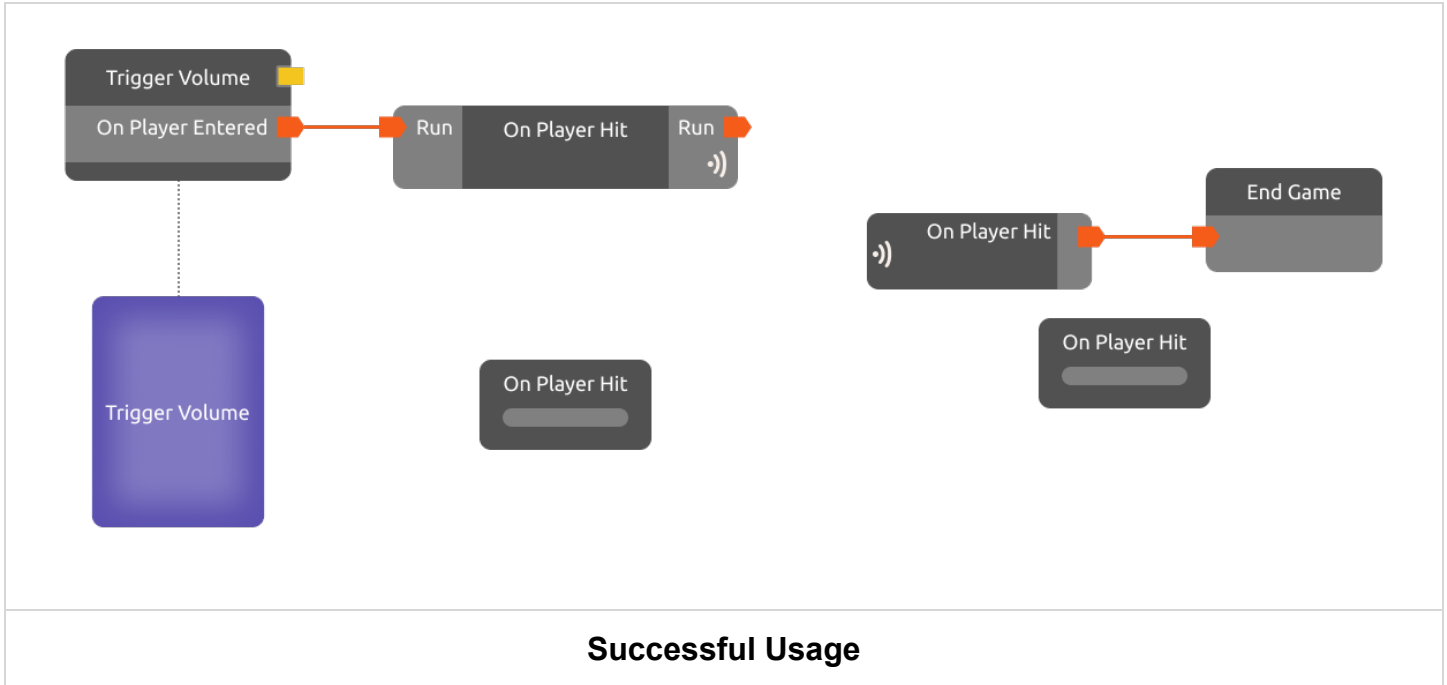 Trigger Volume
On Player Entered
Run
On Player Hit
Run
On Player Hit
End Game
Trigger Volume
On Player Hit
On Player Hit
Successful Usage